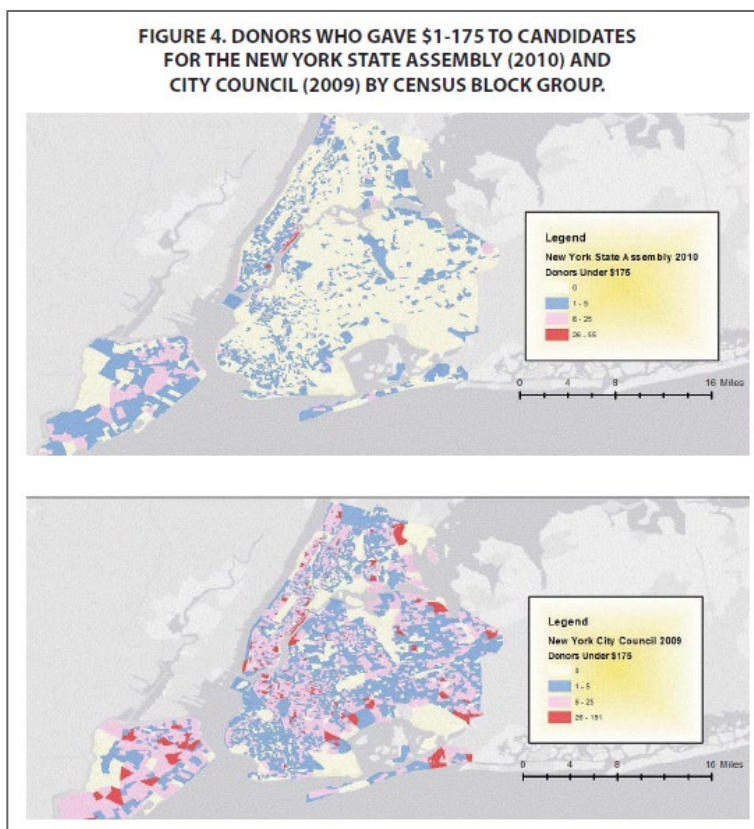 FIGURE 4. DONORS WHO GAVE $1-175 TO CANDIDATES
FOR THE NEW YORK STATE ASSEMBLY (2010) AND
CITY COUNCIL (2009) BY CENSUS BLOCK GROUP.
Legend
New York State Assembly 2010
Donors Under $175
0
1 - 5
6 - 25
26 - 55
0 4 8 16 Miles
Legend
New York City Council 2009
Donors Under $175
0
1 - 5
6 - 25
26 - 191
0 4 8 16 Miles